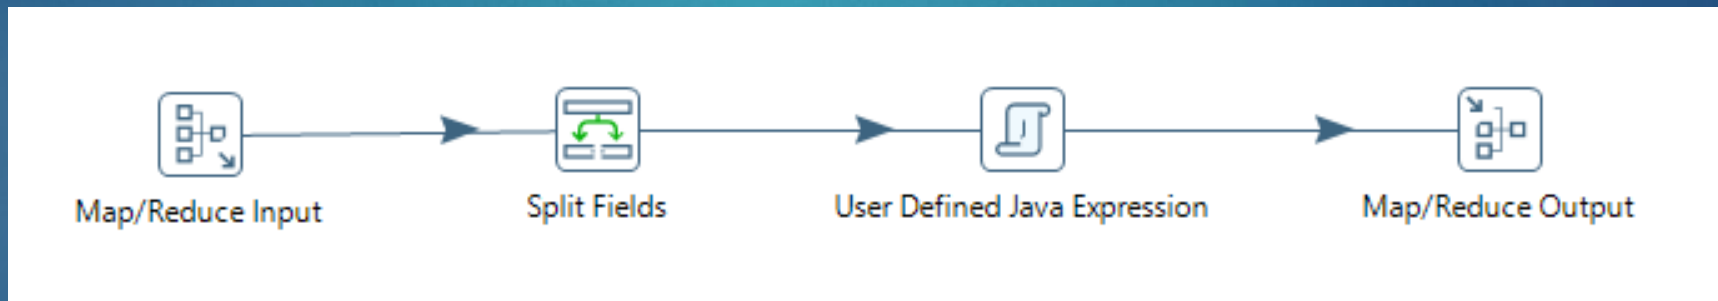 Map/Reduce Input
Split Fields
User Defined Java Expression
Map/Reduce Output